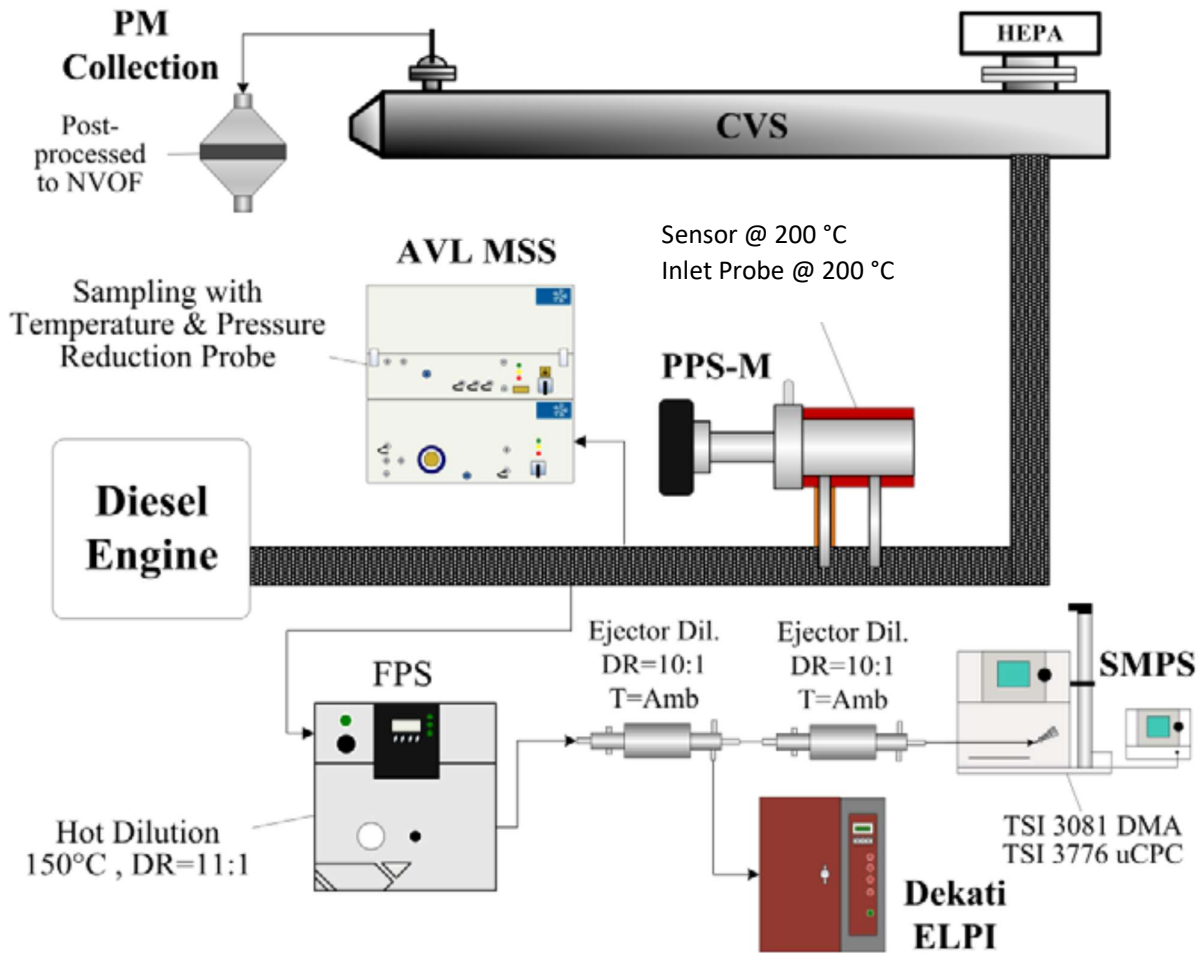 PM
Collection
HEPA
CVS
Post-
processed
to NVOF
Sensor @ 200 °C
Inlet Probe @ 200 °C
AVL MSS
Sampling with
Temperature & Pressure
Reduction Probe
PPS-M
Diesel
Engine
Ejector Dil.
DR=10:1
T=Amb
Ejector Dil.
DR=10:1
T=Amb
SMPS
FPS
Hot Dilution
150°C , DR=11:1
TSI 3081 DMA
TSI 3776 uCPC
Dekati
ELPI